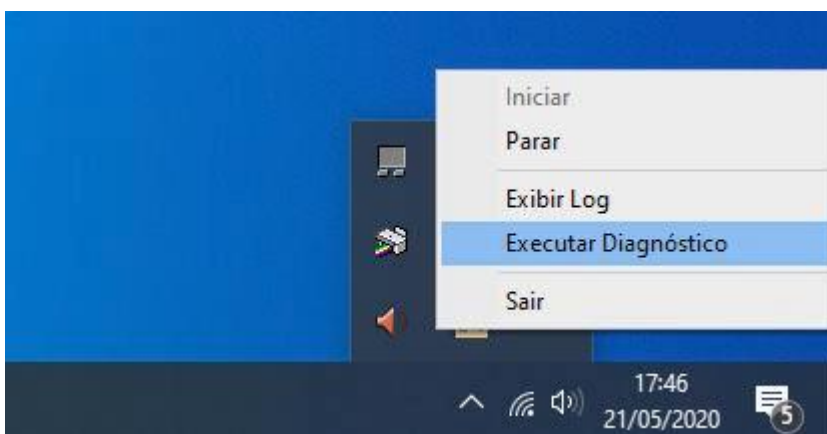 Iniciar
Parar
Exibir Log
Executar Diagnóstico
Sair
17:46
21/05/2020
5